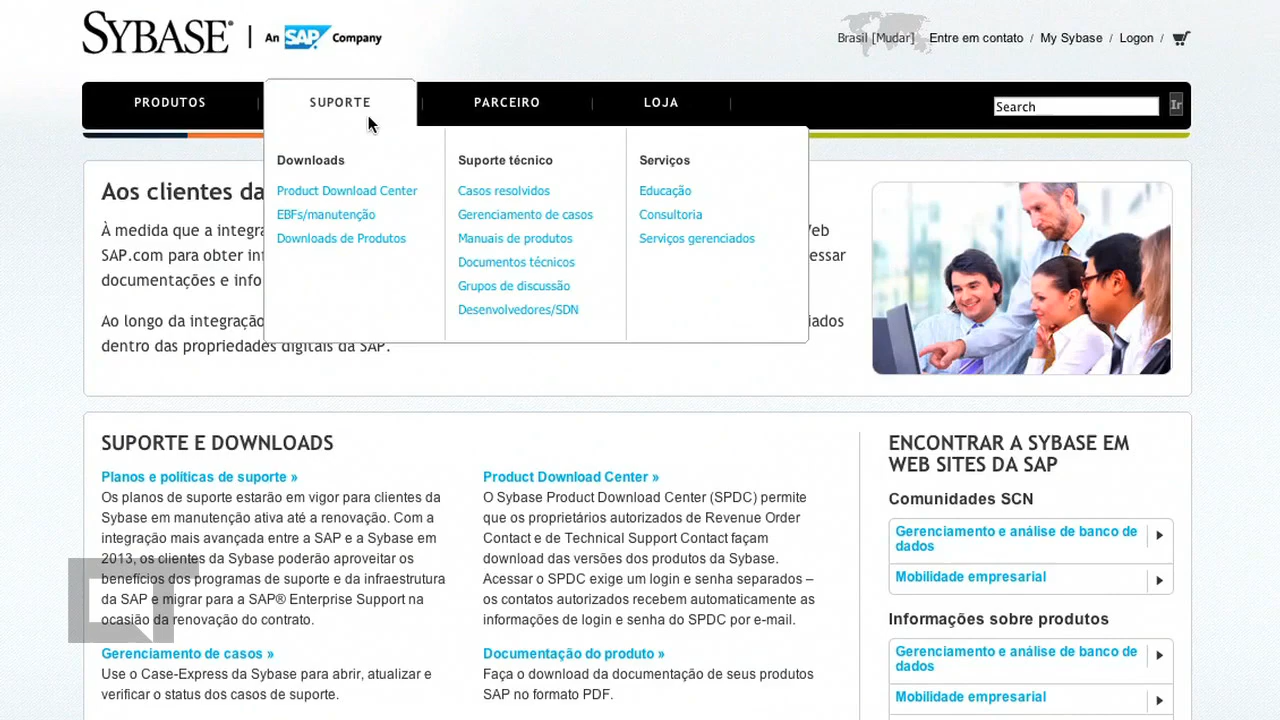 SYBASE® | An SAP Company
Brasil [Mudar] Entre em contato / My Sybase / Logon /
PRODUTOS | SUPORTE | PARCEIRO | LOJA |
Search
Ir
Downloads
Product Download Center
EBFs/manutenção
Downloads de Produtos
Suporte técnico
Casos resolvidos
Gerenciamento de casos
Manuais de produtos
Documentos técnicos
Grupos de discussão
Desenvolvedores/SDN
Serviços
Educação
Consultoria
Serviços gerenciados
Aos clientes da
À medida que a integra
SAP.com para obter in
documentações e info
Ao longo da integração
dentro das propriedades digitais da SAP.
SUPORTE E DOWNLOADS
Planos e políticas de suporte »
Os planos de suporte estarão em vigor para clientes da
Sybase em manutenção ativa até a renovação. Com a
integração mais avançada entre a SAP e a Sybase em
2013, os clientes da Sybase poderão aproveitar os
benefícios dos programas de suporte e da infraestrutura
da SAP e migrar para a SAP® Enterprise Support na
ocasião da renovação do contrato.
Gerenciamento de casos »
Use o Case-Express da Sybase para abrir, atualizar e
verificar o status dos casos de suporte.
Product Download Center »
O Sybase Product Download Center (SPDC) permite
que os proprietários autorizados de Revenue Order
Contact e de Technical Support Contact façam
download das versões dos produtos da Sybase.
Acessar o SPDC exige um login e senha separados –
os contatos autorizados recebem automaticamente as
informações de login e senha do SPDC por e-mail.
Documentação do produto »
Faça o download da documentação de seus produtos
SAP no formato PDF.
ENCONTRAR A SYBASE EM
WEB SITES DA SAP
Comunidades SCN
Gerenciamento e análise de banco de
dados
Mobilidade empresarial
Informações sobre produtos
Gerenciamento e análise de banco de
dados
Mobilidade empresarial